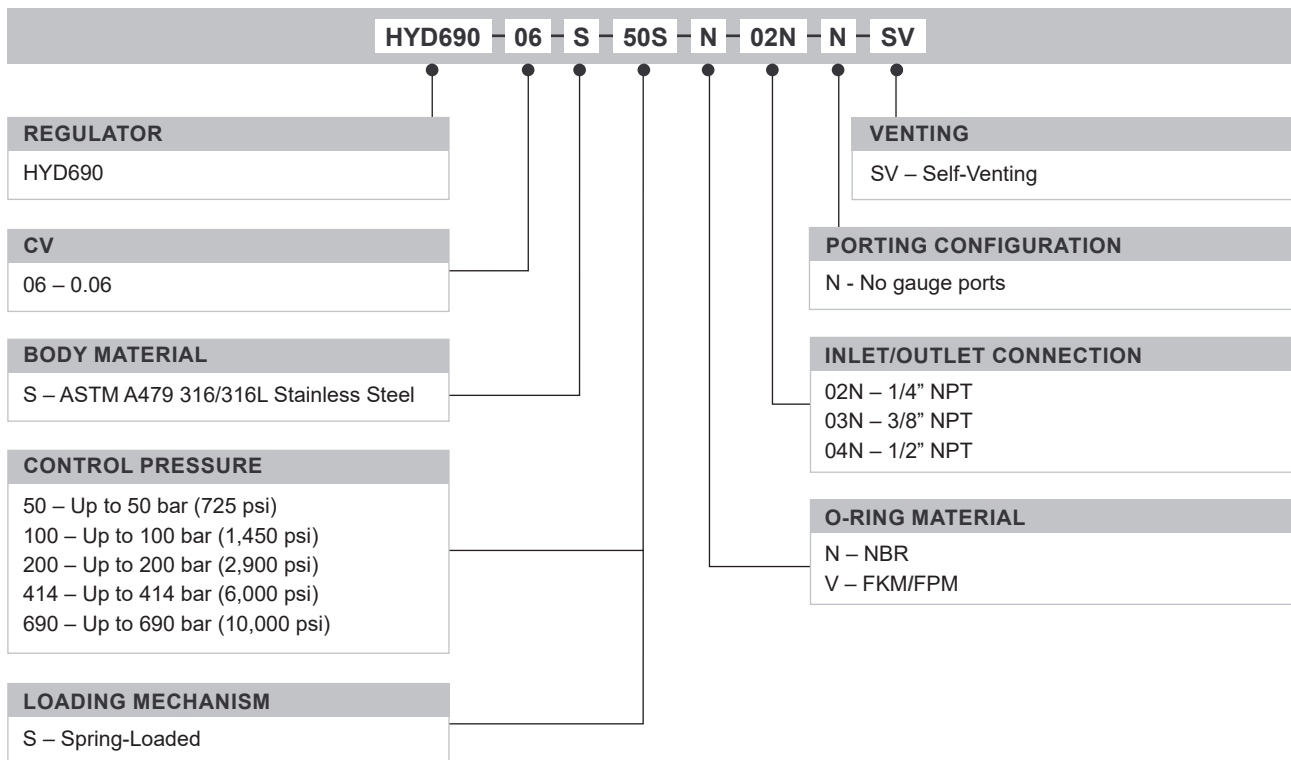 HYD690 – 06 – S – 50S – N – 02N – N – SV
REGULATOR
HYD690
CV
06 – 0.06
BODY MATERIAL
S – ASTM A479 316/316L Stainless Steel
CONTROL PRESSURE
50 – Up to 50 bar (725 psi)
100 – Up to 100 bar (1,450 psi)
200 – Up to 200 bar (2,900 psi)
414 – Up to 414 bar (6,000 psi)
690 – Up to 690 bar (10,000 psi)
LOADING MECHANISM
S – Spring-Loaded
VENTING
SV – Self-Venting
PORTING CONFIGURATION
N - No gauge ports
INLET/OUTLET CONNECTION
02N – 1/4” NPT
03N – 3/8” NPT
04N – 1/2” NPT
O-RING MATERIAL
N – NBR
V – FKM/FPM